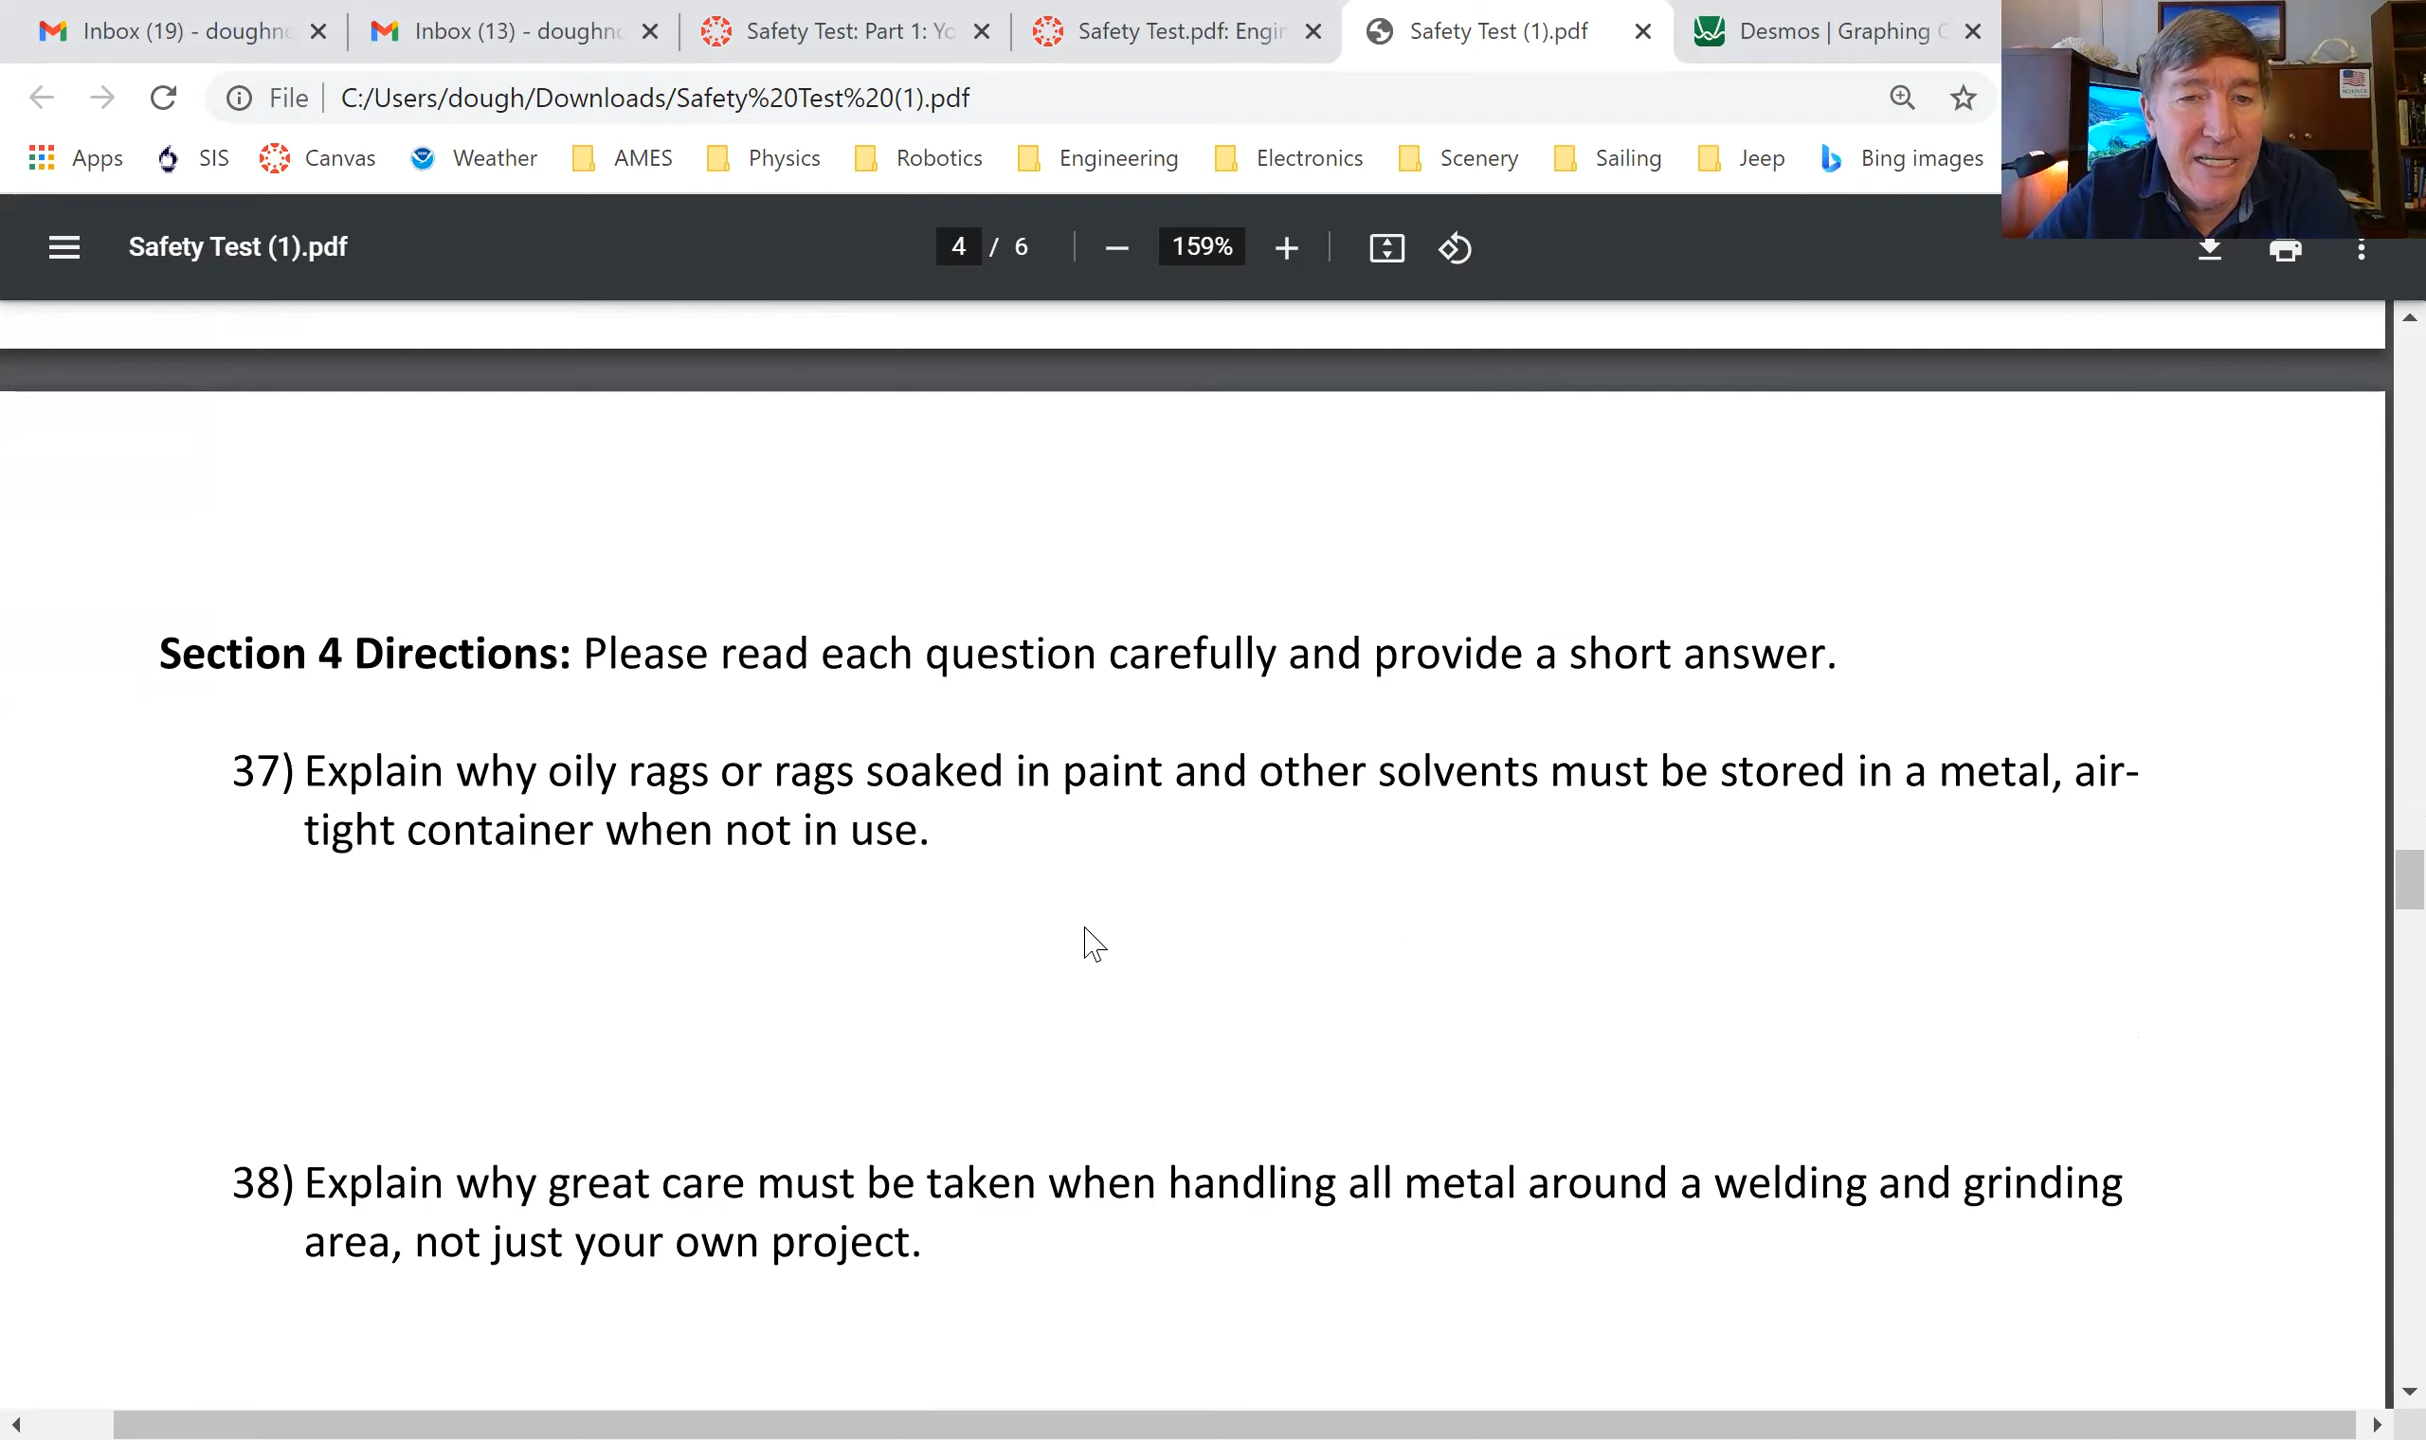 Inbox (19) - doughn
Inbox (13) - doughn
Safety Test: Part 1: Yo
Safety Test.pdf: Engin
Safety Test (1).pdf
Desmos | Graphing C
File
C:/Users/dough/Downloads/Safety%20Test%20(1).pdf
Apps
SIS
Canvas
Weather
AMES
Physics
Robotics
Engineering
Electronics
Scenery
Sailing
Jeep
Bing images
Safety Test (1).pdf
4 / 6
159%
Section 4 Directions: Please read each question carefully and provide a short answer.
37) Explain why oily rags or rags soaked in paint and other solvents must be stored in a metal, air-
tight container when not in use.
38) Explain why great care must be taken when handling all metal around a welding and grinding
area, not just your own project.